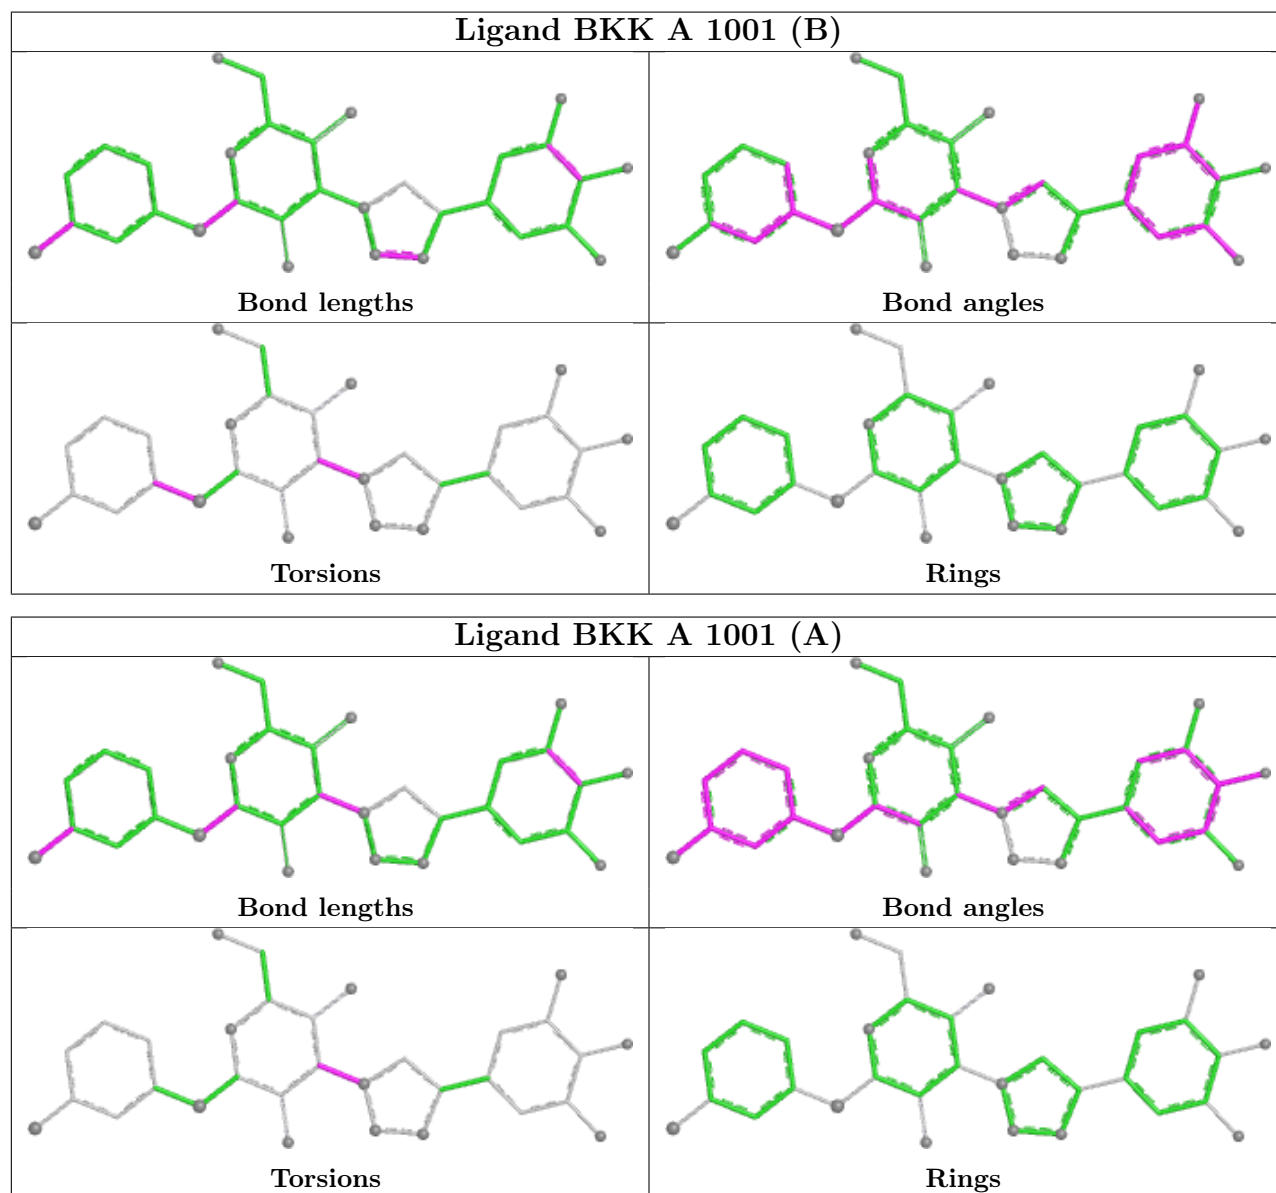 Ligand BKK A 1001 (B)
Bond lengths
Bond angles
Torsions
Rings
Ligand BKK A 1001 (A)
Bond lengths
Bond angles
Torsions
Rings